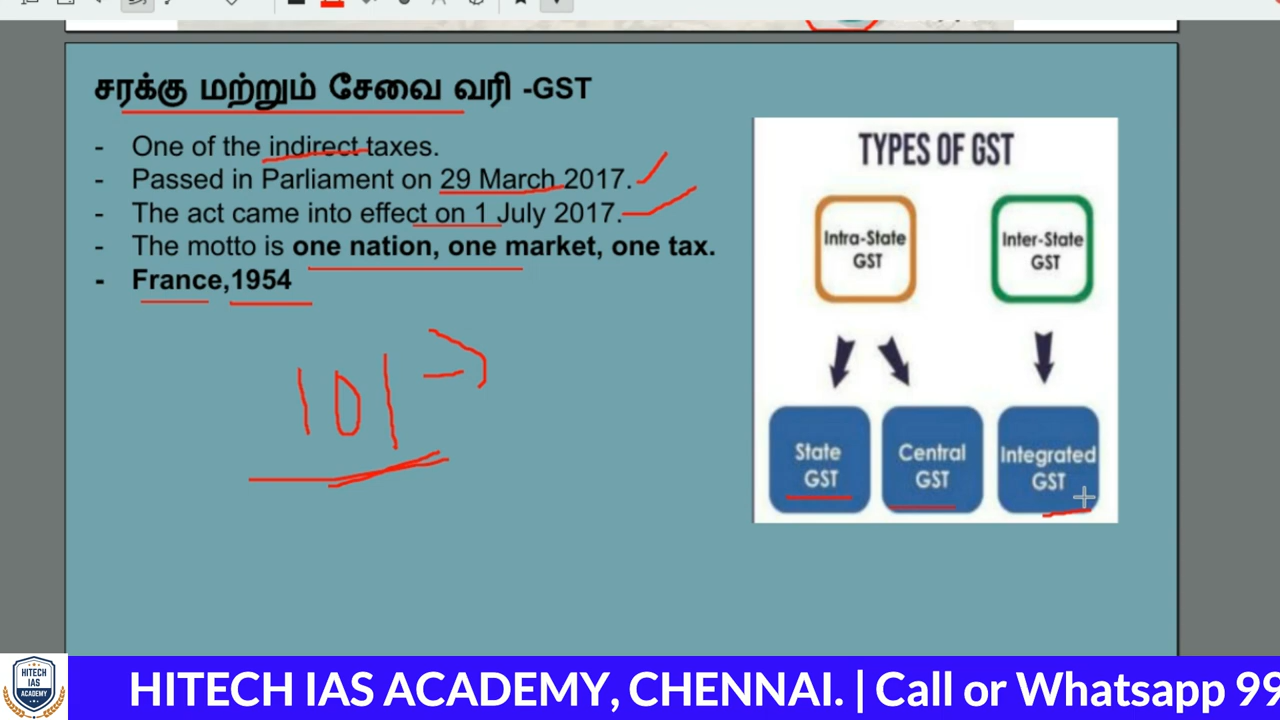 சரக்கு மற்றும் சேவை வரி -GST
- One of the indirect taxes.
- Passed in Parliament on 29 March 2017.
- The act came into effect on 1 July 2017.
- The motto is one nation, one market, one tax.
- France,1954
101
TYPES OF GST
Intra-State
GST
Inter-State
GST
State
GST
Central
GST
Integrated
GST
HITECH
IAS
ACADEMY
HITECH IAS ACADEMY, CHENNAI. | Call or Whatsapp 99